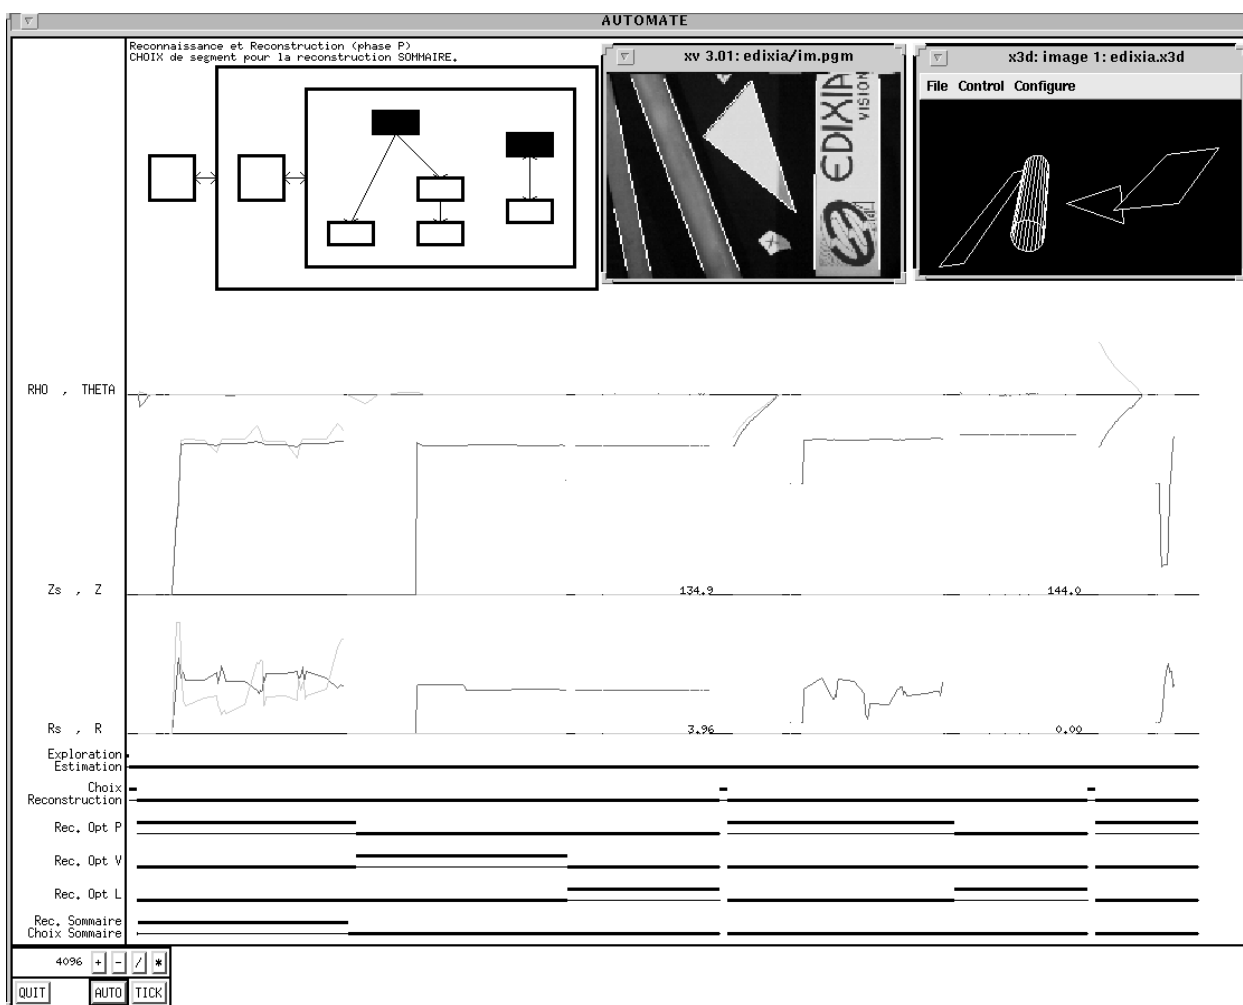 AUTOMATE
Reconnaissance et Reconstruction (phase P)
CHOIX de segment pour la reconstruction SOMMAIRE.
xv 3.01: edixia/im.pgm
EDIXIA
VISION
x3d: image 1: edixia.x3d
File Control Configure
RHO , THETA
Zs , Z
134.9
144.0
Rs , R
3.96
0.00
Exploration
Estimation
Choix
Reconstruction
Rec. Opt P
Rec. Opt V
Rec. Opt L
Rec. Sommaire
Choix Sommaire
4096 + - / *
QUIT AUTO TICK